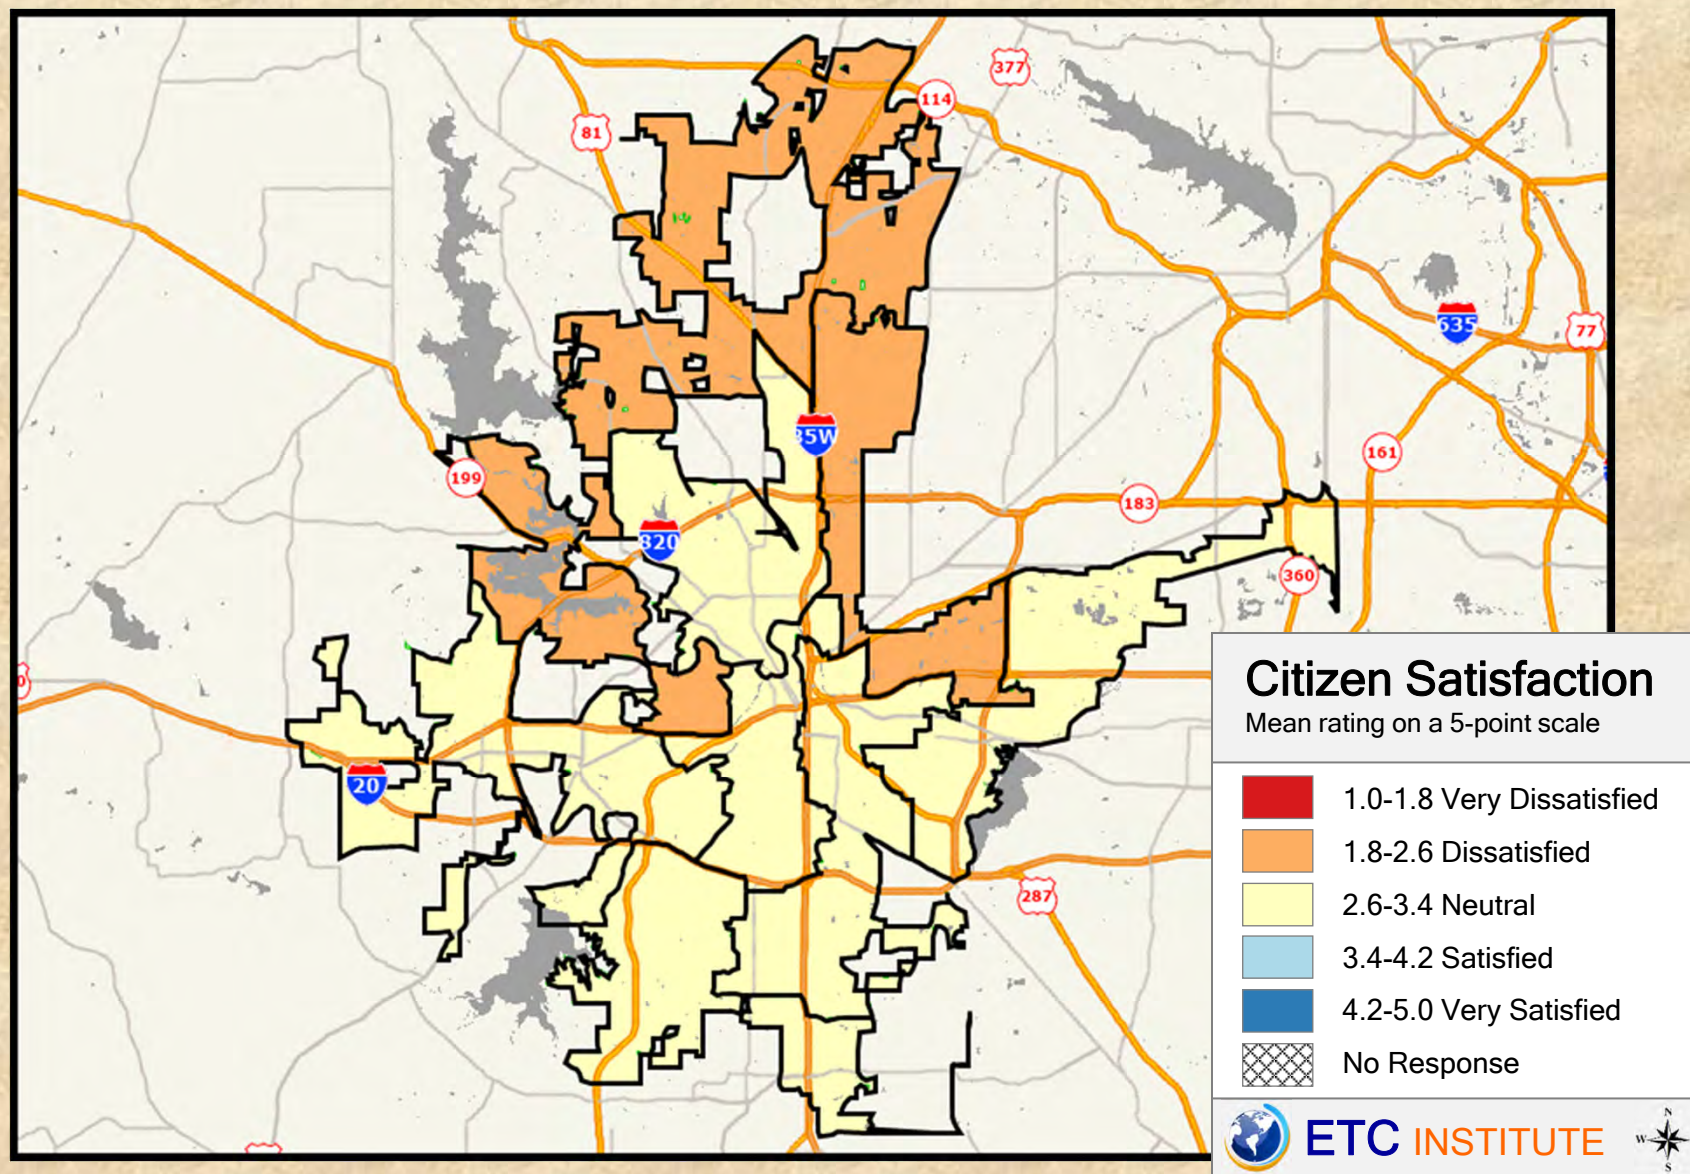 377
114
81
635
77
35W
199
161
183
820
360
20
287
Citizen Satisfaction
Mean rating on a 5-point scale
1.0-1.8 Very Dissatisfied
1.8-2.6 Dissatisfied
2.6-3.4 Neutral
3.4-4.2 Satisfied
4.2-5.0 Very Satisfied
No Response
ETC INSTITUTE
N
W
S